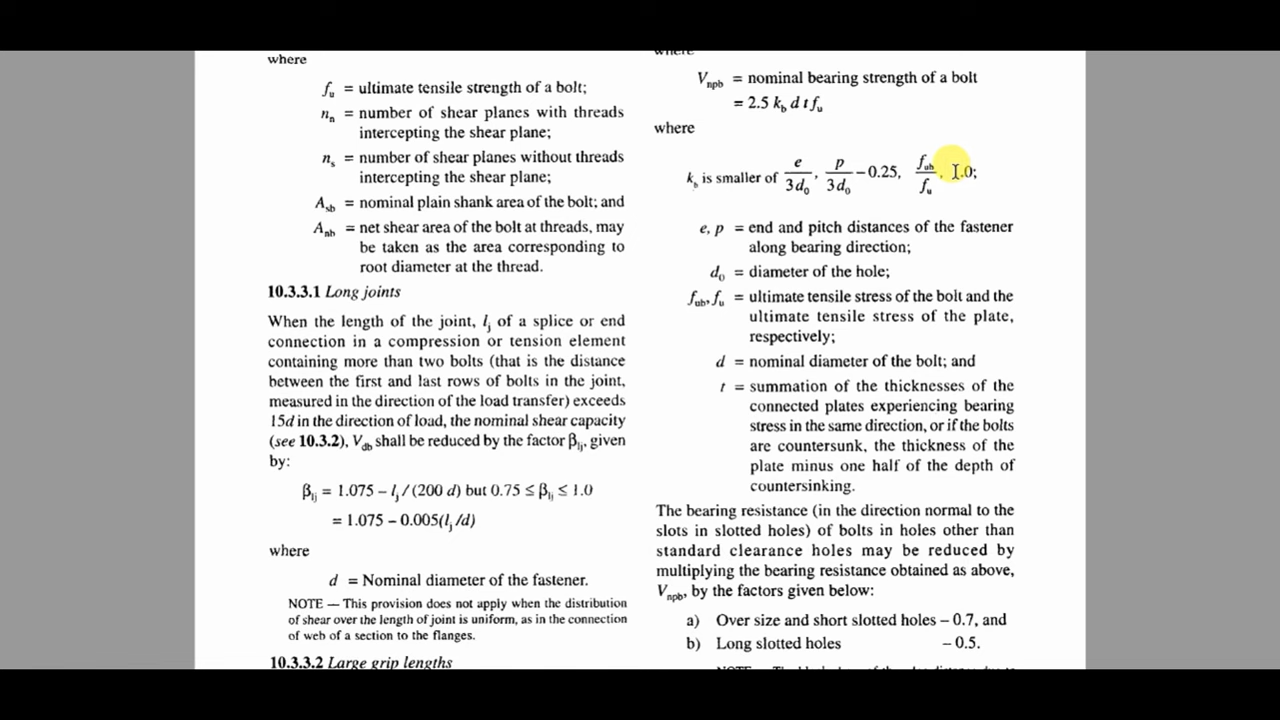 where
f_u = ultimate tensile strength of a bolt;
n_n = number of shear planes with threads
intercepting the shear plane;
n_s = number of shear planes without threads
intercepting the shear plane;
A_sb = nominal plain shank area of the bolt; and
A_nb = net shear area of the bolt at threads, may
be taken as the area corresponding to
root diameter at the thread.
10.3.3.1 Long joints
When the length of the joint, l_j of a splice or end
connection in a compression or tension element
containing more than two bolts (that is the distance
between the first and last rows of bolts in the joint,
measured in the direction of the load transfer) exceeds
15d in the direction of load, the nominal shear capacity
(see 10.3.2), V_db shall be reduced by the factor β_lj, given
by:
β_lj = 1.075 – l_j / (200 d) but 0.75 ≤ β_lj ≤ 1.0
= 1.075 – 0.005(l_j /d)
where
d = Nominal diameter of the fastener.
NOTE — This provision does not apply when the distribution
of shear over the length of joint is uniform, as in the connection
of web of a section to the flanges.
10.3.3.2 Large grip lengths
where
V_npb = nominal bearing strength of a bolt
= 2.5 k_b d t f_u
where
k_b is smaller of e/3d_0, p/3d_0 – 0.25, f_ub/f_u, 1.0;
e, p = end and pitch distances of the fastener
along bearing direction;
d_0 = diameter of the hole;
f_ub, f_u = ultimate tensile stress of the bolt and the
ultimate tensile stress of the plate,
respectively;
d = nominal diameter of the bolt; and
t = summation of the thicknesses of the
connected plates experiencing bearing
stress in the same direction, or if the bolts
are countersunk, the thickness of the
plate minus one half of the depth of
countersinking.
The bearing resistance (in the direction normal to the
slots in slotted holes) of bolts in holes other than
standard clearance holes may be reduced by
multiplying the bearing resistance obtained as above,
V_npb, by the factors given below:
a) Over size and short slotted holes – 0.7, and
b) Long slotted holes – 0.5.